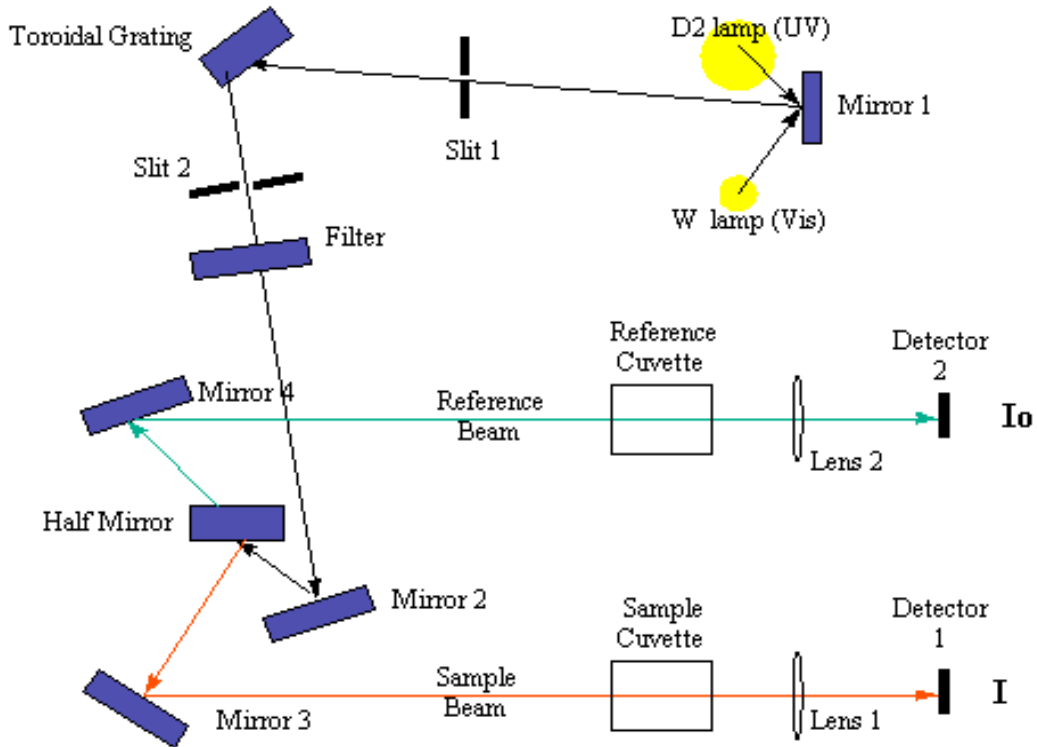 Toroidal Grating
D2 lamp (UV)
Mirror 1
Slit 1
Slit 2
W lamp (Vis)
Filter
Reference
Cuvette
Detector
2
Mirror 4
Reference
Beam
Io
Lens 2
Half Mirror
Mirror 2
Sample
Cuvette
Detector
1
Sample
Beam
I
Mirror 3
Lens 1